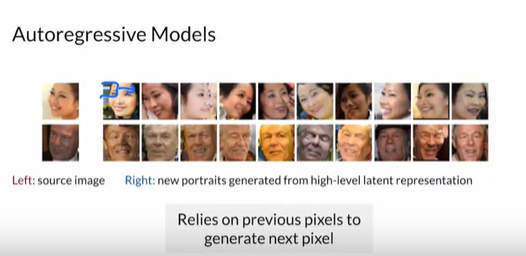 Autoregressive Models
Left: source image
Right: new portraits generated from high-level latent representation
Relies on previous pixels to
generate next pixel